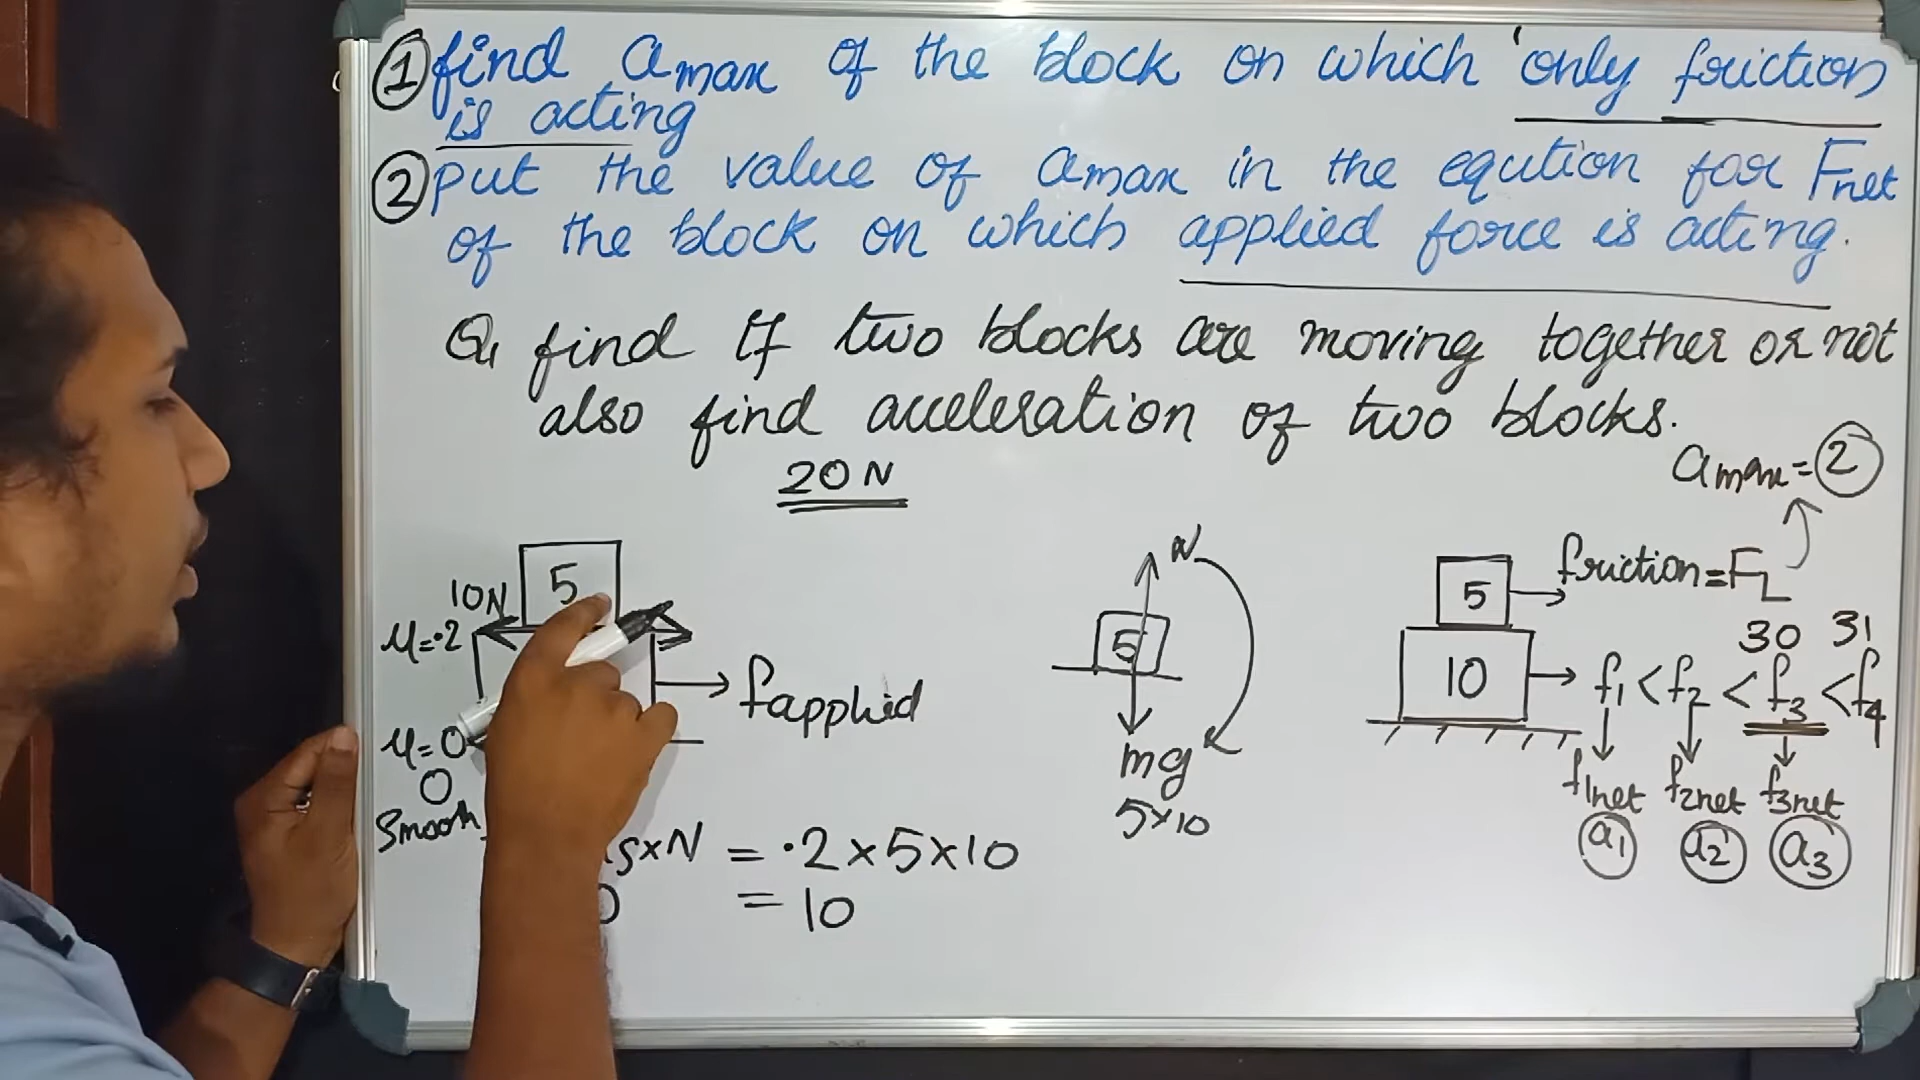 ① find amax of the block on which 'only friction
is acting
② put the value of amax in the eqution for Fnet
of the block on which applied force is acting.
Q, find If two blocks are moving together or not
also find acceleration of two blocks.
20 N
amax = 2
5
10N
μ=.2
fapplied
μ=0
0
Smooth
N
5
mg
5×10
5
friction = FL
10
30 31
f1 < f2 < f3 < f4
f1net f2net f3net
a1 a2 a3
s×N = .2×5×10
= 10